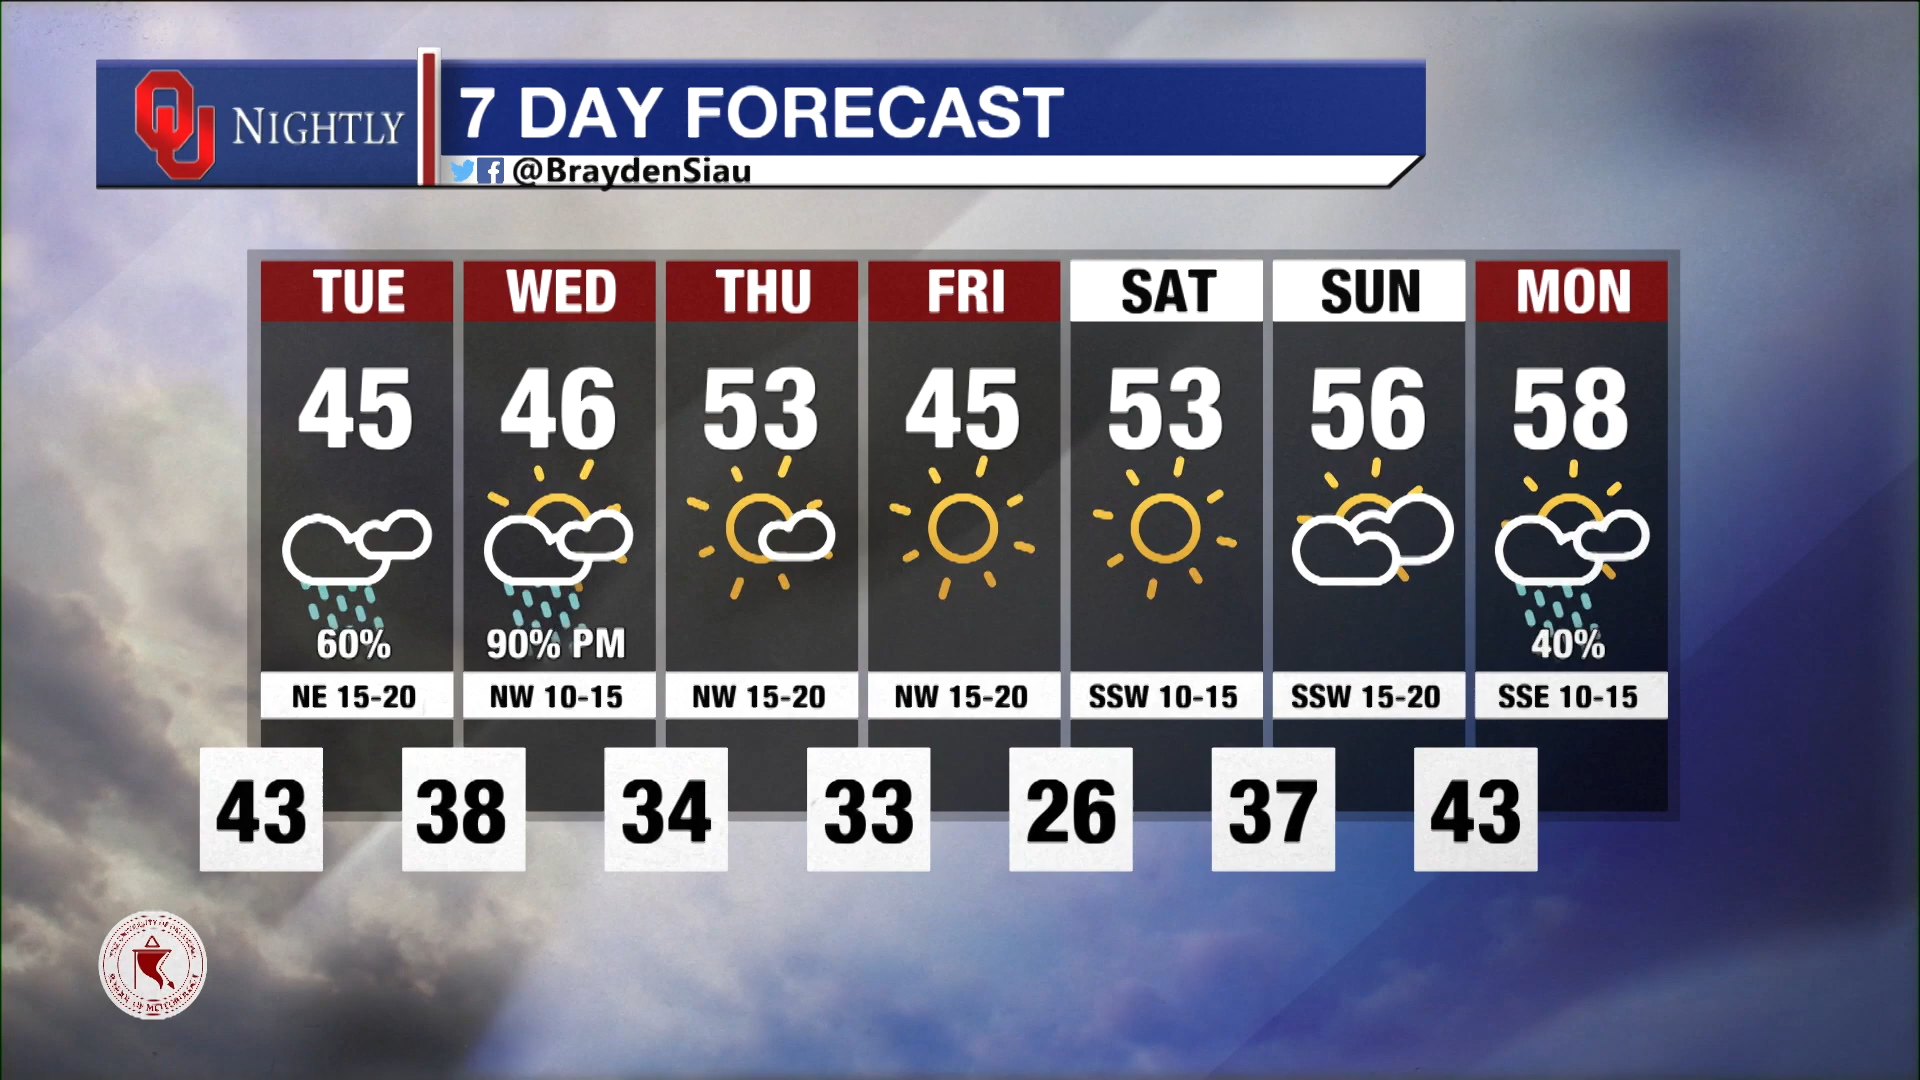 OU NIGHTLY
7 DAY FORECAST
@BraydenSiau
TUE WED THU FRI SAT SUN MON
45 46 53 45 53 56 58
60% 90% PM 40%
NE 15-20 NW 10-15 NW 15-20 NW 15-20 SSW 10-15 SSW 15-20 SSE 10-15
43 38 34 33 26 37 43